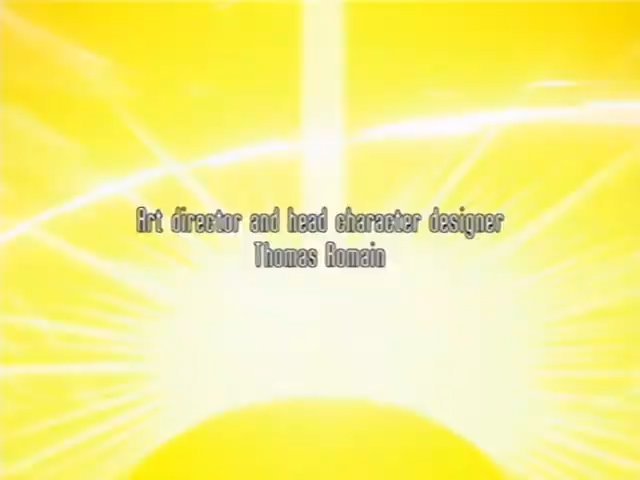 Art director and head character designer
Thomas Romain